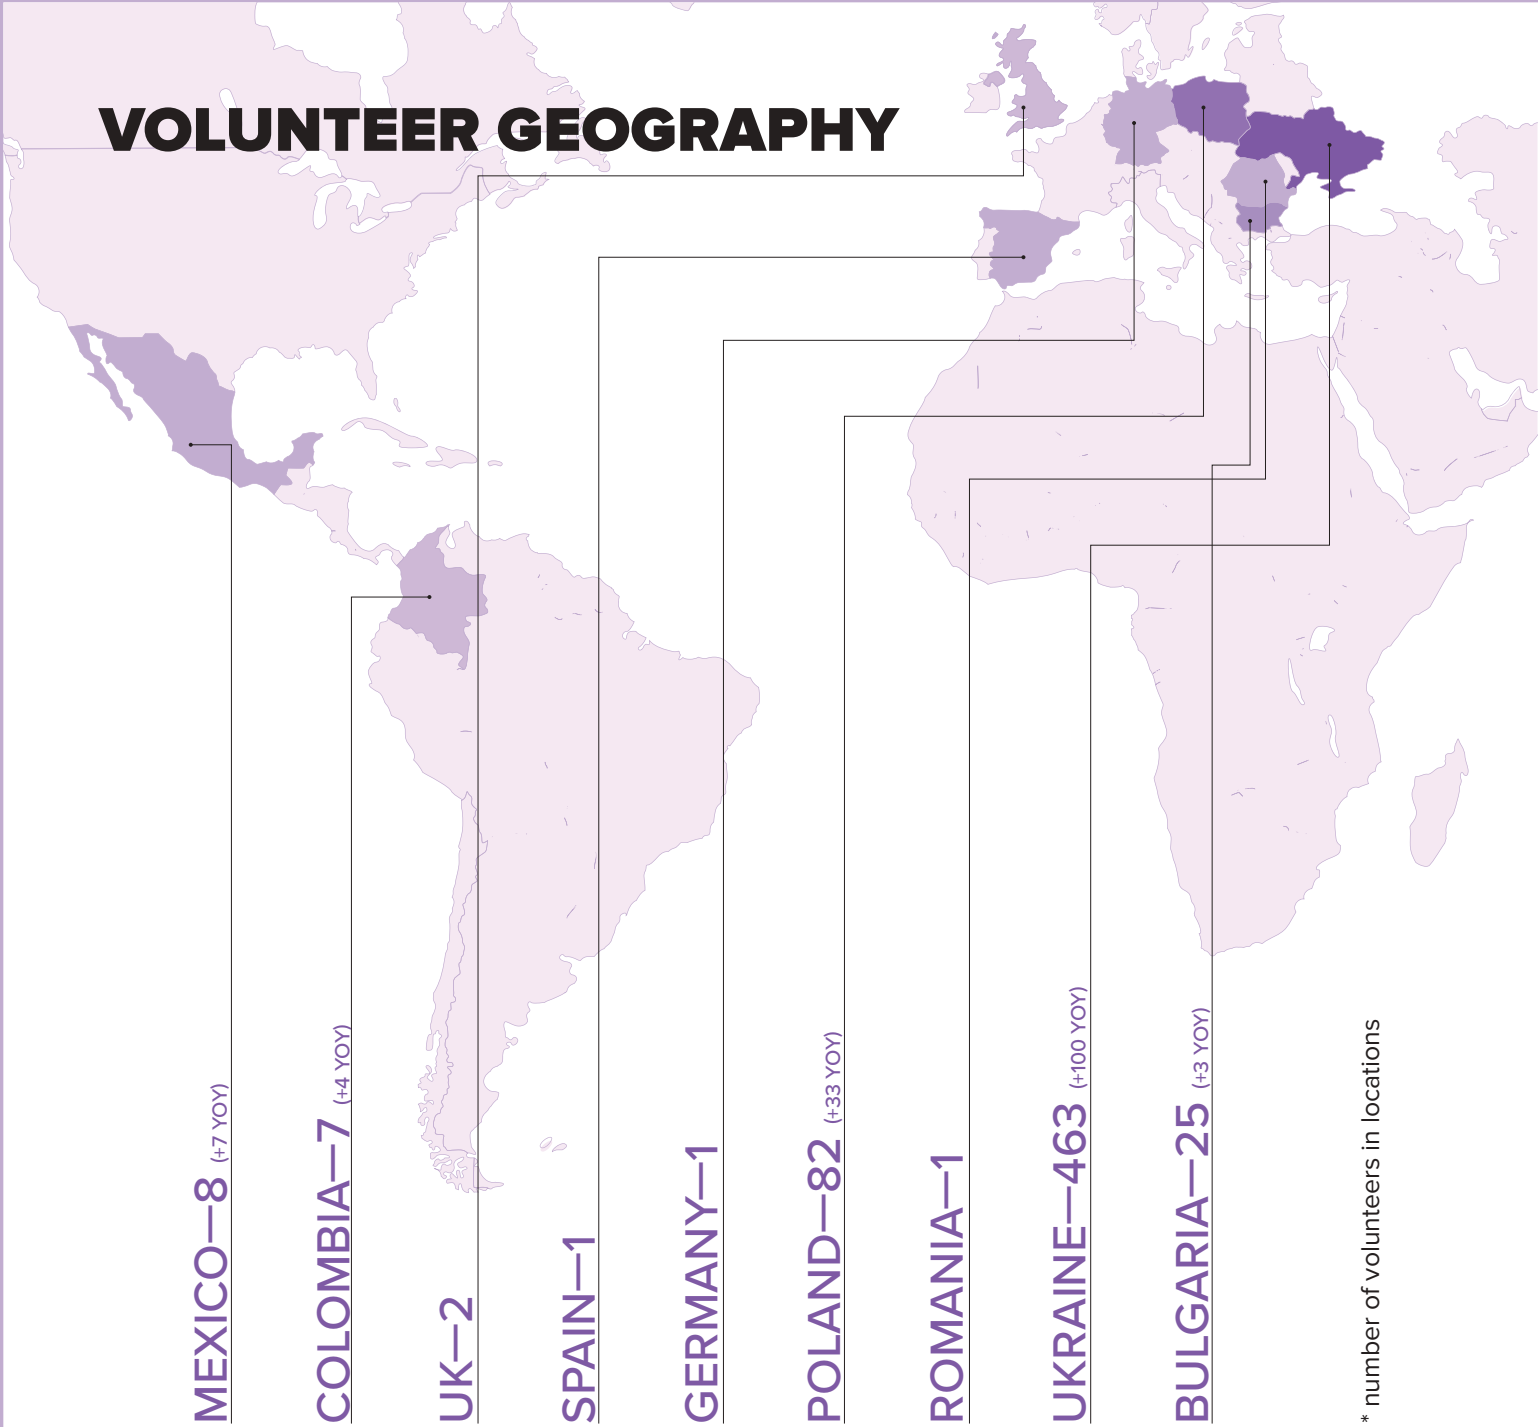 VOLUNTEER GEOGRAPHY
MEXICO—8 (+7 YOY)
COLOMBIA—7 (+4 YOY)
UK—2
SPAIN—1
GERMANY—1
POLAND—82 (+33 YOY)
ROMANIA—1
UKRAINE—463 (+100 YOY)
BULGARIA—25 (+3 YOY)
* number of volunteers in locations